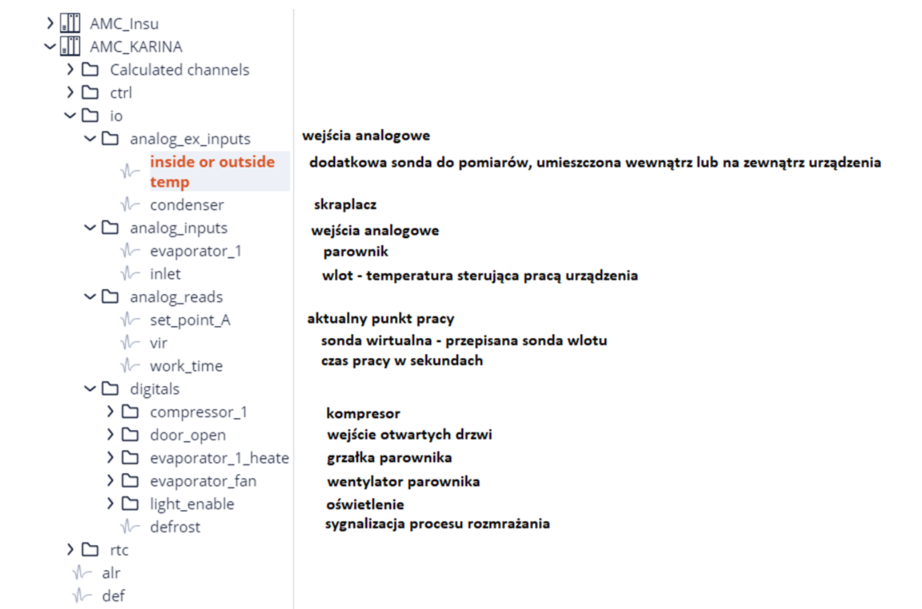 AMC_Insu
AMC_KARINA
Calculated channels
ctrl
io
analog_ex_inputs wejścia analogowe
inside or outside dodatkowa sonda do pomiarów, umieszczona wewnątrz lub na zewnątrz urządzenia
temp
condenser skraplacz
analog_inputs wejścia analogowe
evaporator_1 parownik
inlet wlot - temperatura sterująca pracą urządzenia
analog_reads
set_point_A aktualny punkt pracy
vir sonda wirtualna - przepisana sonda wlotu
work_time czas pracy w sekundach
digitals
compressor_1 kompresor
door_open wejście otwartych drzwi
evaporator_1_heate grzałka parownika
evaporator_fan wentylator parownika
light_enable oświetlenie
defrost sygnalizacja procesu rozmrażania
rtc
alr
def